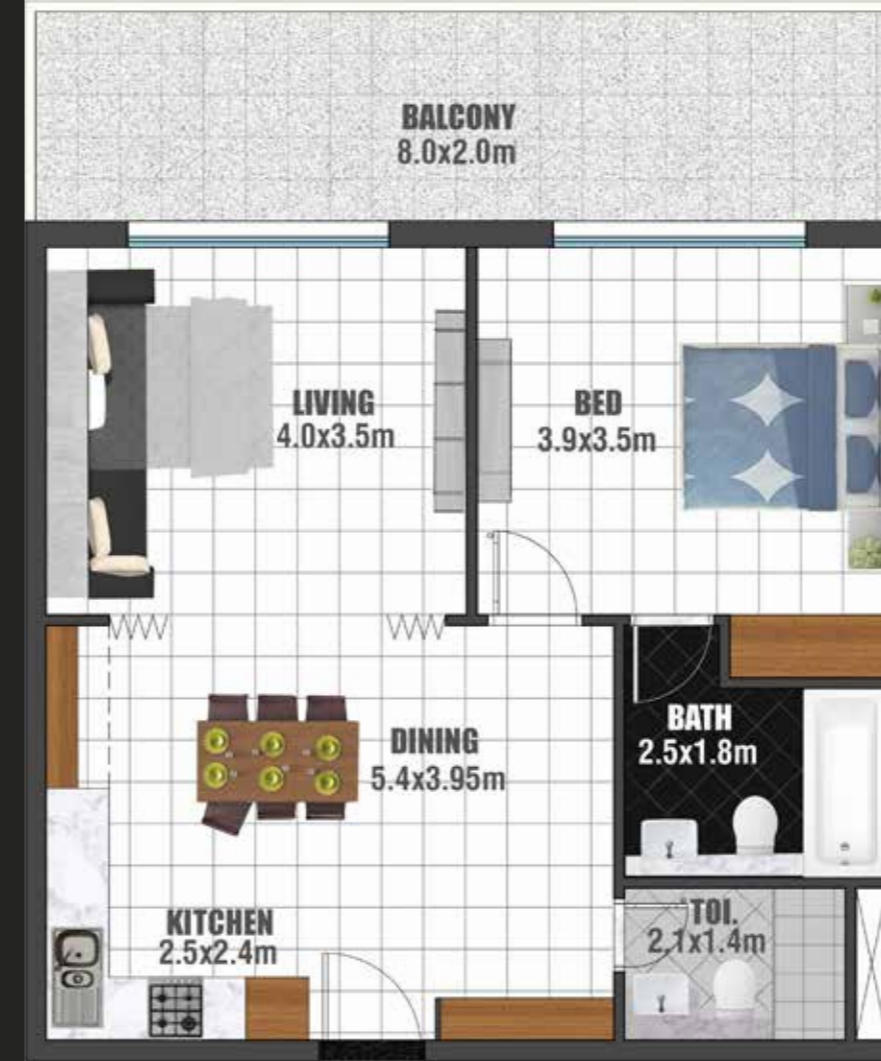 BALCONY
8.0x2.0m
LIVING
4.0x3.5m
BED
3.9x3.5m
DINING
5.4x3.95m
BATH
2.5x1.8m
KITCHEN
2.5x2.4m
TOI.
2.1x1.4m